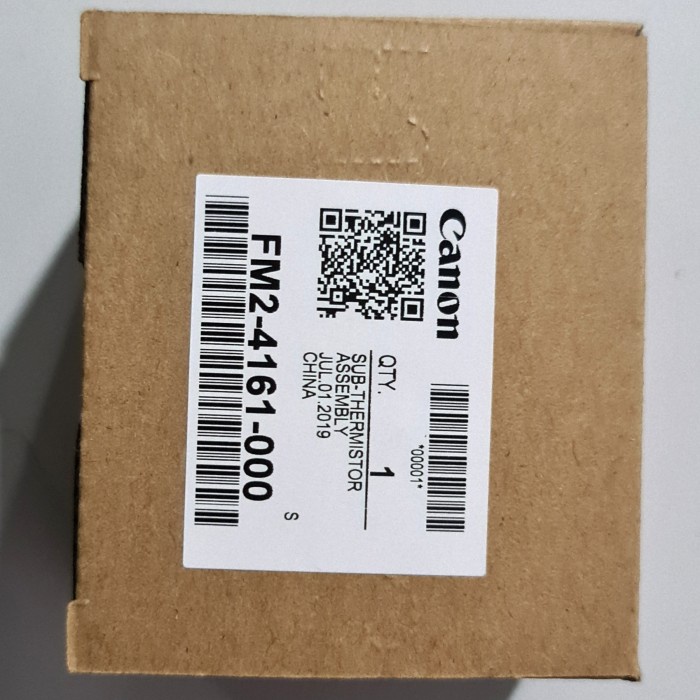 Canon
*00001*
QTY. 1
SUB-THERMISTOR
ASSEMBLY
JUL.01.2019
CHINA
S
FM2-4161-000